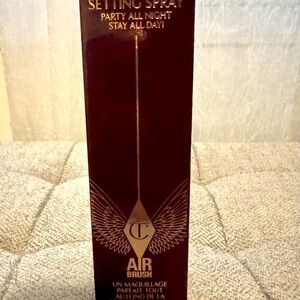 SETTING SPRAY
PARTY ALL NIGHT
STAY ALL DAY!
CT
AIR
BRUSH
UN MAQUILLAGE
PARFAIT TOUT
AU LONG DE LA